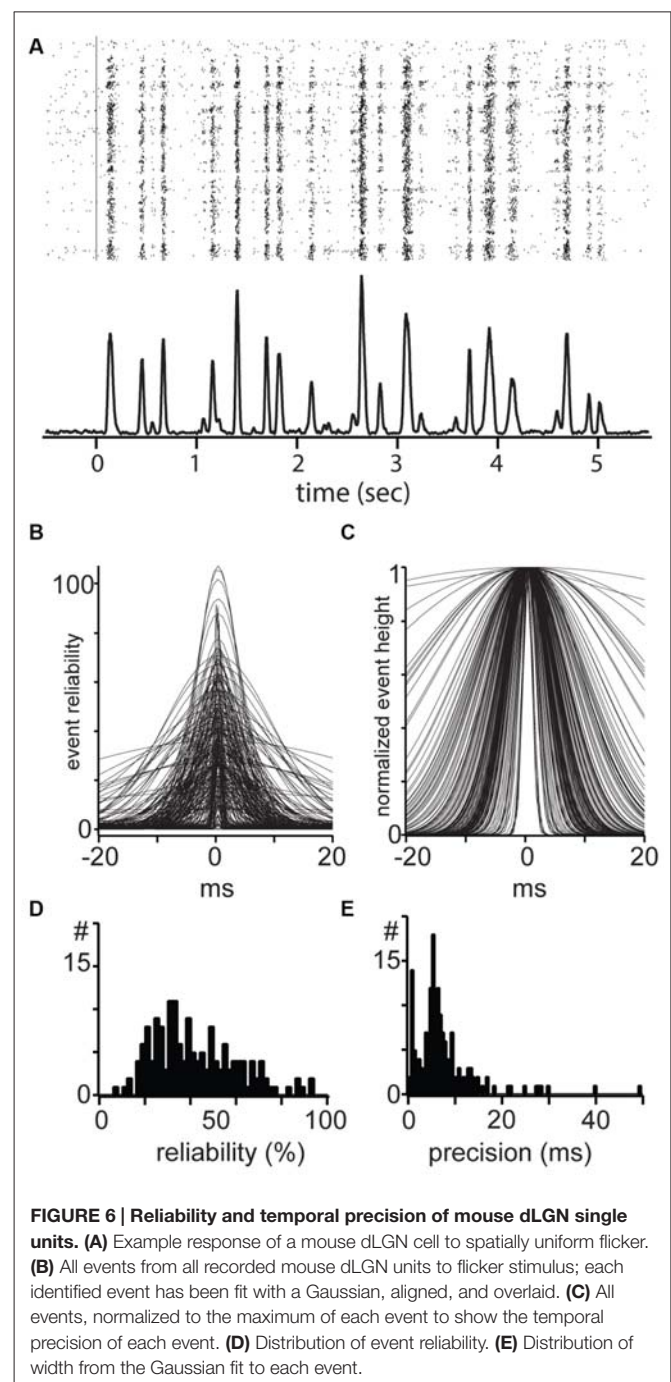 A
0 1 2 3 4 5
time (sec)
B
100
event reliability
0
-20 0 20
ms
C
1
normalized event height
0
-20 0 20
ms
D
#
15
0
0 50 100
reliability (%)
E
#
15
0
0 20 40
precision (ms)
FIGURE 6 | Reliability and temporal precision of mouse dLGN single
units. (A) Example response of a mouse dLGN cell to spatially uniform flicker.
(B) All events from all recorded mouse dLGN units to flicker stimulus; each
identified event has been fit with a Gaussian, aligned, and overlaid. (C) All
events, normalized to the maximum of each event to show the temporal
precision of each event. (D) Distribution of event reliability. (E) Distribution of
width from the Gaussian fit to each event.